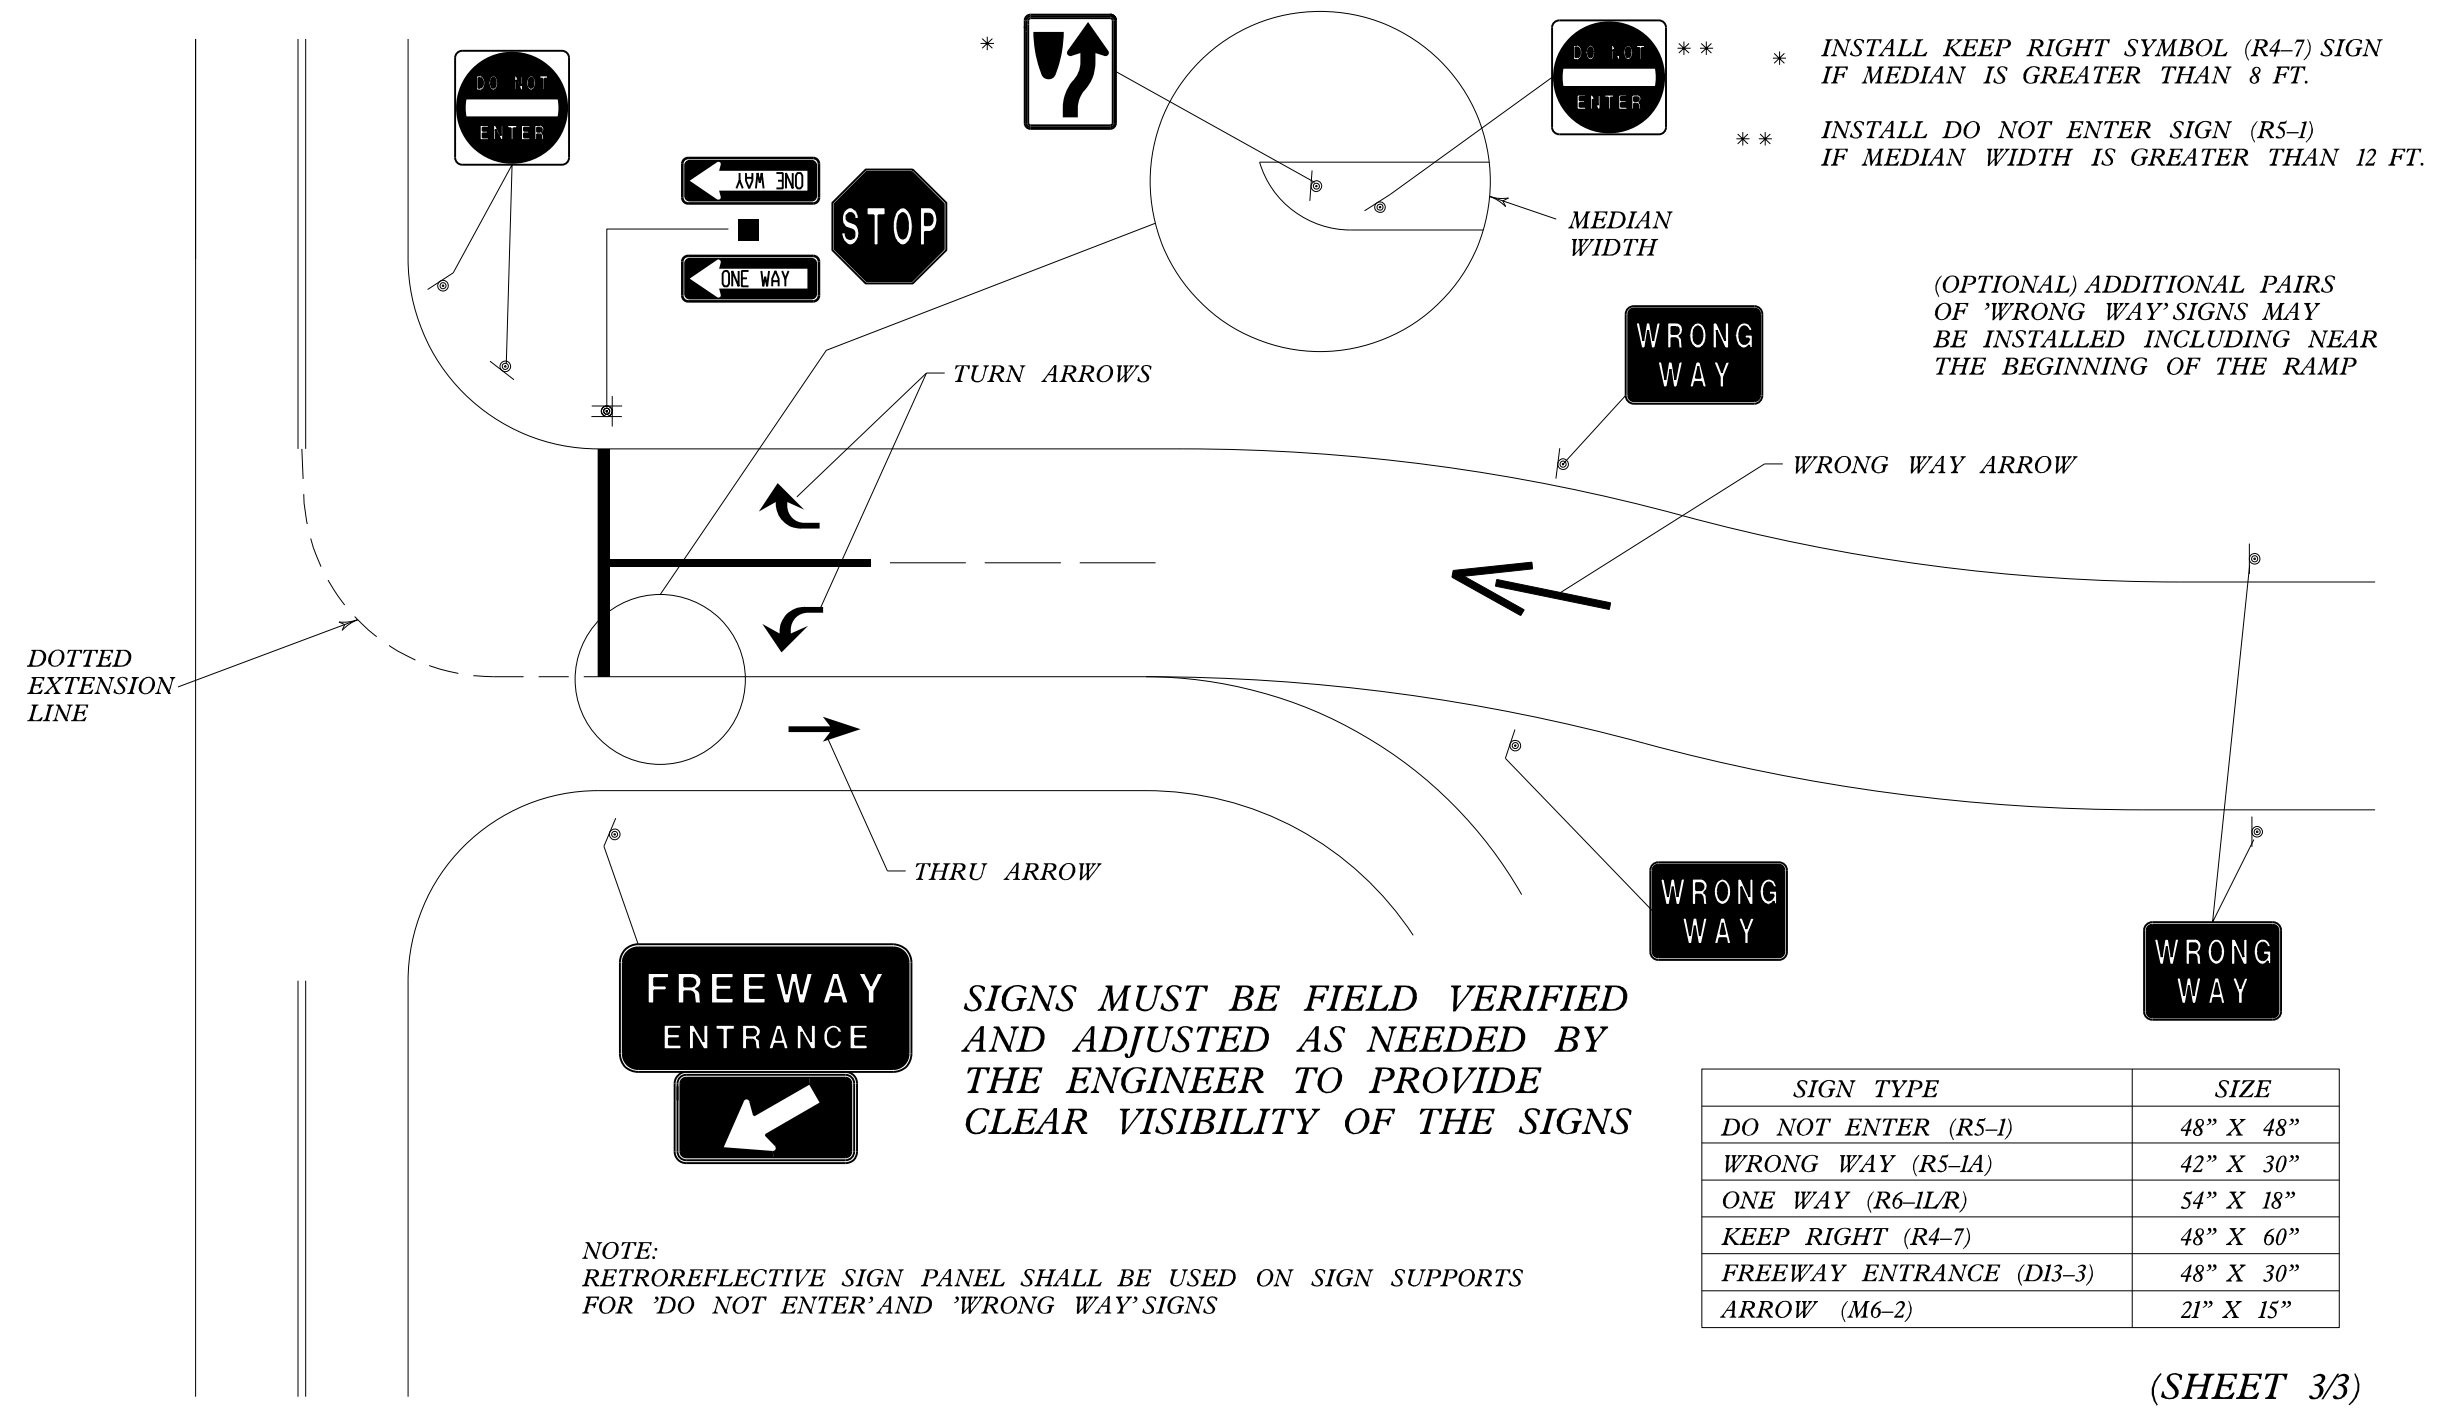 DO NOT
ENTER
ONE WAY
STOP
ONE WAY
*
DO NOT
ENTER
* *
* INSTALL KEEP RIGHT SYMBOL (R4–7) SIGN
IF MEDIAN IS GREATER THAN 8 FT.
* * INSTALL DO NOT ENTER SIGN (R5–1)
IF MEDIAN WIDTH IS GREATER THAN 12 FT.
MEDIAN
WIDTH
(OPTIONAL) ADDITIONAL PAIRS
OF 'WRONG WAY' SIGNS MAY
BE INSTALLED INCLUDING NEAR
THE BEGINNING OF THE RAMP
WRONG
WAY
TURN ARROWS
WRONG WAY ARROW
DOTTED
EXTENSION
LINE
THRU ARROW
WRONG
WAY
WRONG
WAY
FREEWAY
ENTRANCE
SIGNS MUST BE FIELD VERIFIED
AND ADJUSTED AS NEEDED BY
THE ENGINEER TO PROVIDE
CLEAR VISIBILITY OF THE SIGNS
SIGN TYPE SIZE
DO NOT ENTER (R5–1) 48" X 48"
WRONG WAY (R5–1A) 42" X 30"
ONE WAY (R6–1L/R) 54" X 18"
KEEP RIGHT (R4–7) 48" X 60"
FREEWAY ENTRANCE (D13–3) 48" X 30"
ARROW (M6–2) 21" X 15"
NOTE:
RETROREFLECTIVE SIGN PANEL SHALL BE USED ON SIGN SUPPORTS
FOR 'DO NOT ENTER' AND 'WRONG WAY' SIGNS
(SHEET 3/3)